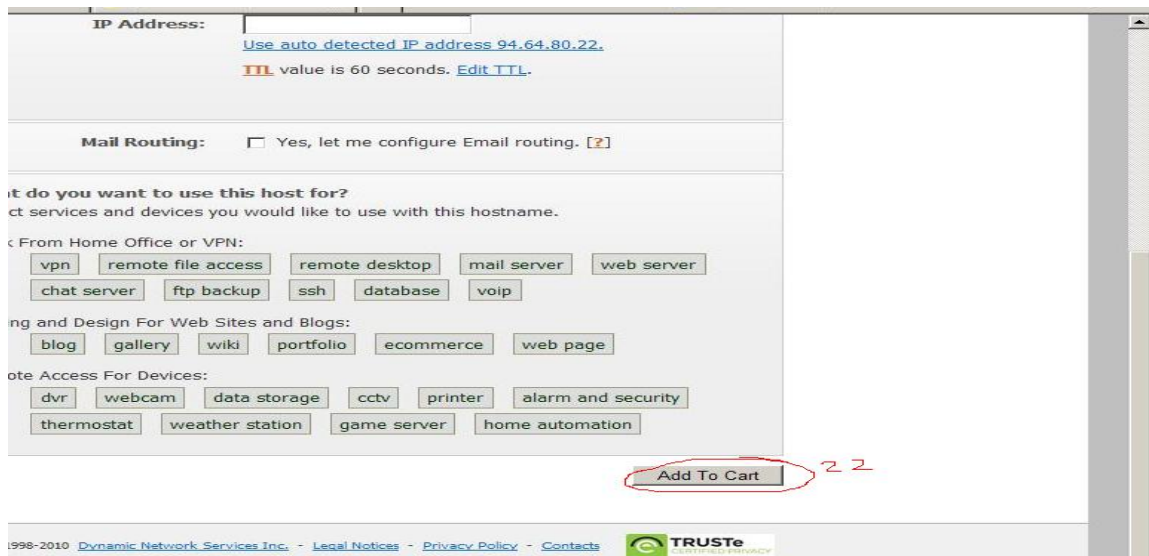 IP Address:
Use auto detected IP address 94.64.80.22.
TTL value is 60 seconds. Edit TTL.
Mail Routing: Yes, let me configure Email routing. [?]
t do you want to use this host for?
ct services and devices you would like to use with this hostname.
k From Home Office or VPN:
vpn remote file access remote desktop mail server web server
chat server ftp backup ssh database voip
ng and Design For Web Sites and Blogs:
blog gallery wiki portfolio ecommerce web page
ote Access For Devices:
dvr webcam data storage cctv printer alarm and security
thermostat weather station game server home automation
Add To Cart 22
1998-2010 Dynamic Network Services Inc. - Legal Notices - Privacy Policy - Contacts TRUSTe
CERTIFIED PRIVACY